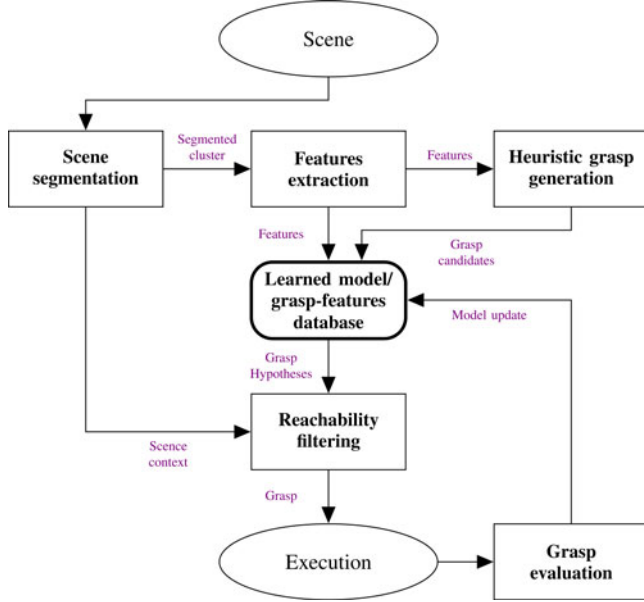 Scene
Scene
segmentation
Segmented
cluster
Features
extraction
Features
Heuristic grasp
generation
Features
Grasp
candidates
Learned model/
grasp-features
database
Model update
Grasp
Hypotheses
Reachability
filtering
Scence
context
Grasp
Execution
Grasp
evaluation